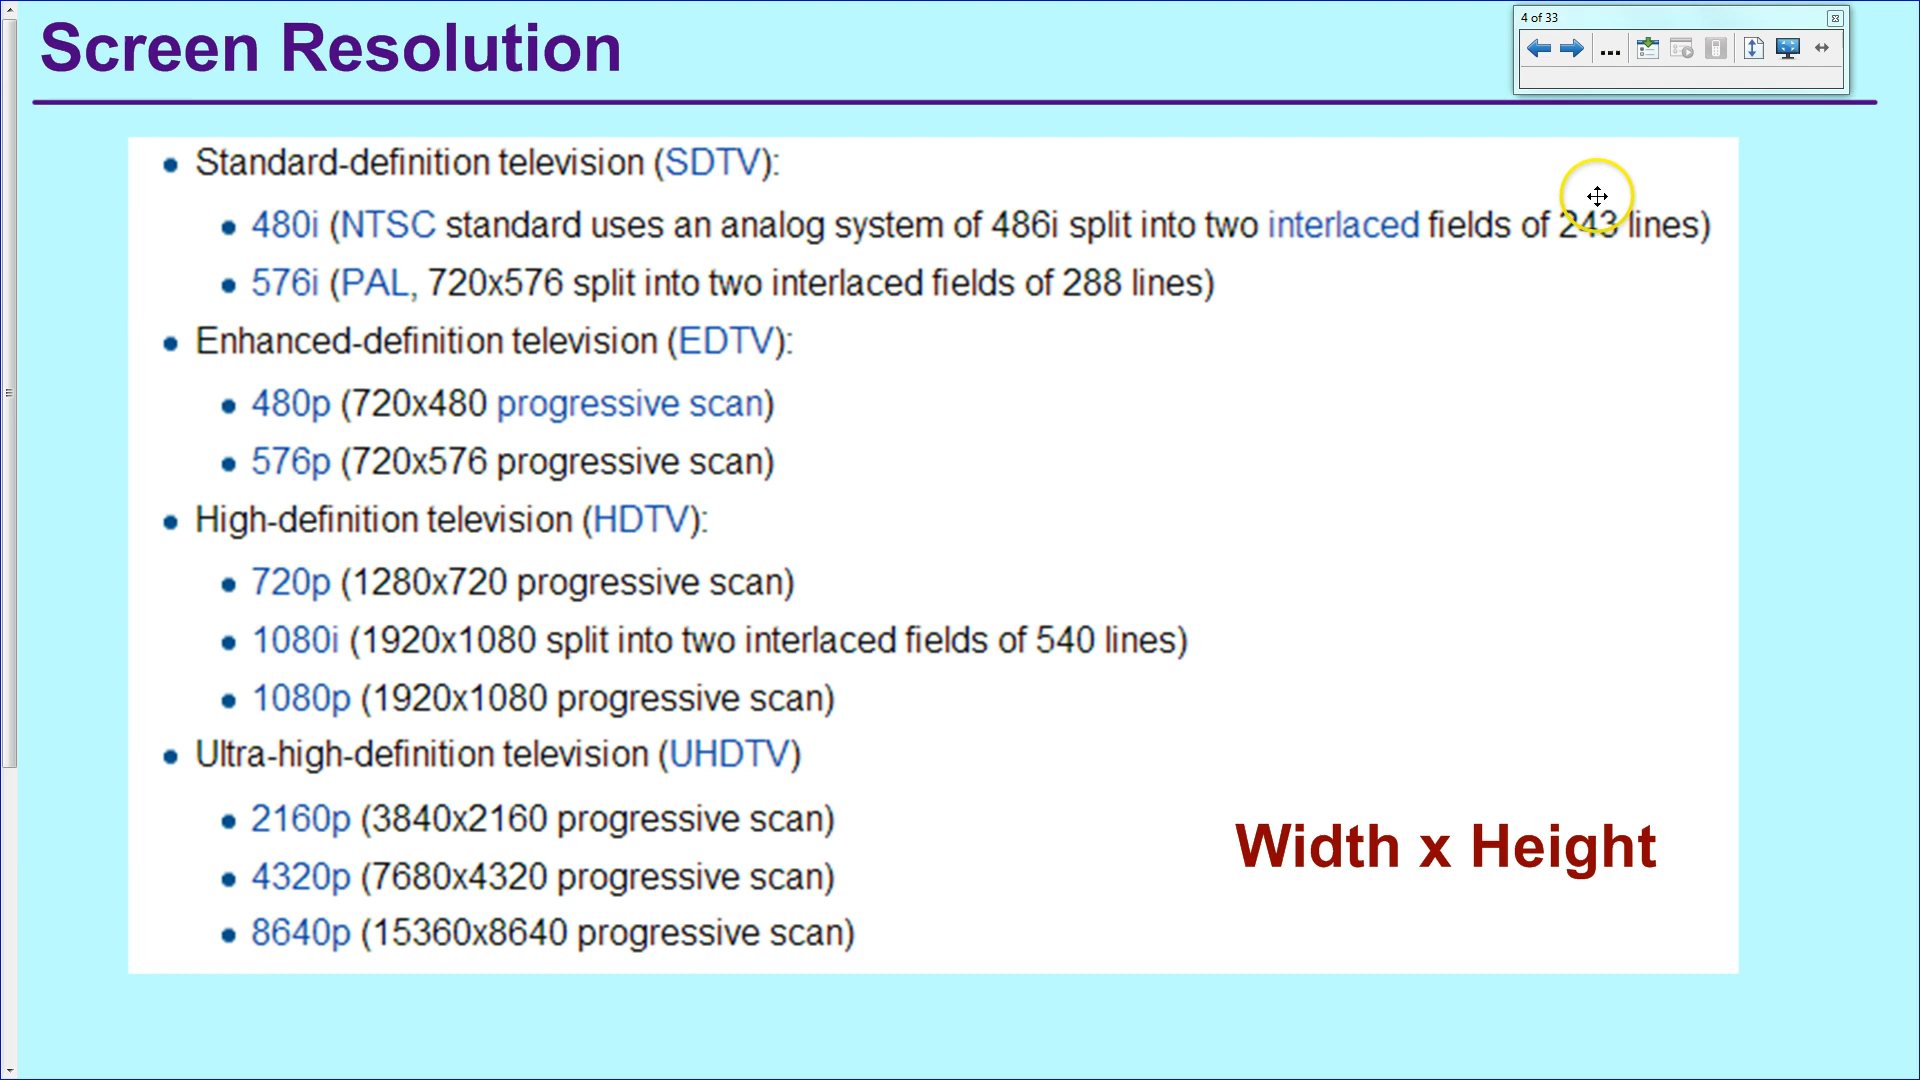 Screen Resolution
4 of 33
• Standard-definition television (SDTV):
• 480i (NTSC standard uses an analog system of 486i split into two interlaced fields of 243 lines)
• 576i (PAL, 720x576 split into two interlaced fields of 288 lines)
• Enhanced-definition television (EDTV):
• 480p (720x480 progressive scan)
• 576p (720x576 progressive scan)
• High-definition television (HDTV):
• 720p (1280x720 progressive scan)
• 1080i (1920x1080 split into two interlaced fields of 540 lines)
• 1080p (1920x1080 progressive scan)
• Ultra-high-definition television (UHDTV)
• 2160p (3840x2160 progressive scan)
• 4320p (7680x4320 progressive scan)
• 8640p (15360x8640 progressive scan)
Width x Height